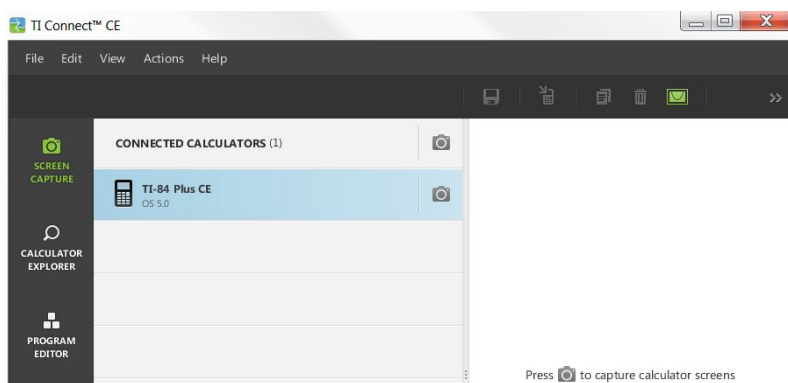 TI Connect™ CE
File Edit View Actions Help
SCREEN
CAPTURE
CALCULATOR
EXPLORER
PROGRAM
EDITOR
CONNECTED CALCULATORS (1)
TI-84 Plus CE
OS 5.0
Press to capture calculator screens